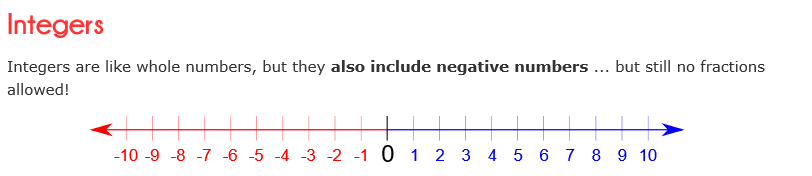 Integers
Integers are like whole numbers, but they also include negative numbers ... but still no fractions
allowed!
-10 -9 -8 -7 -6 -5 -4 -3 -2 -1 0 1 2 3 4 5 6 7 8 9 10